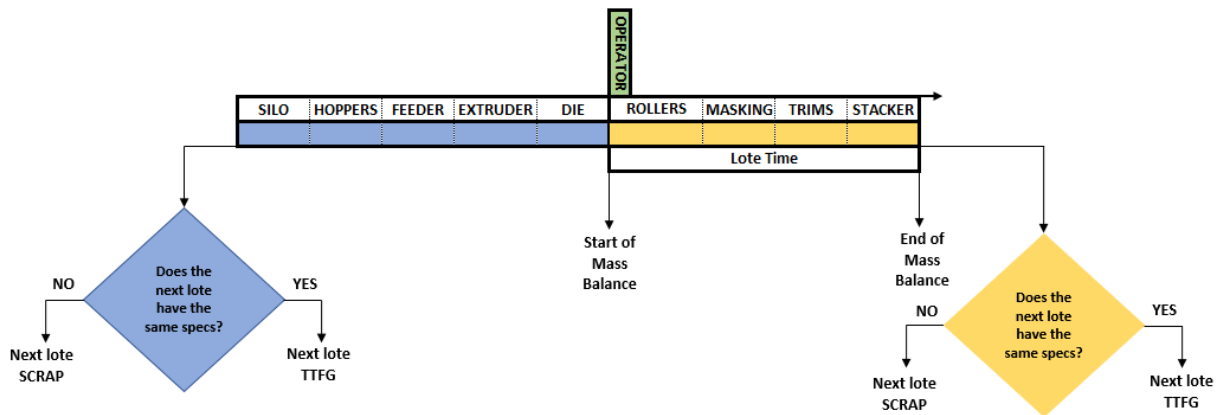 OPERATOR
SILO HOPPERS FEEDER EXTRUDER DIE ROLLERS MASKING TRIMS STACKER
Lote Time
Start of
Mass
Balance
End of
Mass
Balance
Does the
next lote
have the
same specs?
NO
YES
Next lote
SCRAP
Next lote
TTFG
Does the
next lote
have the
same specs?
NO
YES
Next lote
SCRAP
Next lote
TTFG